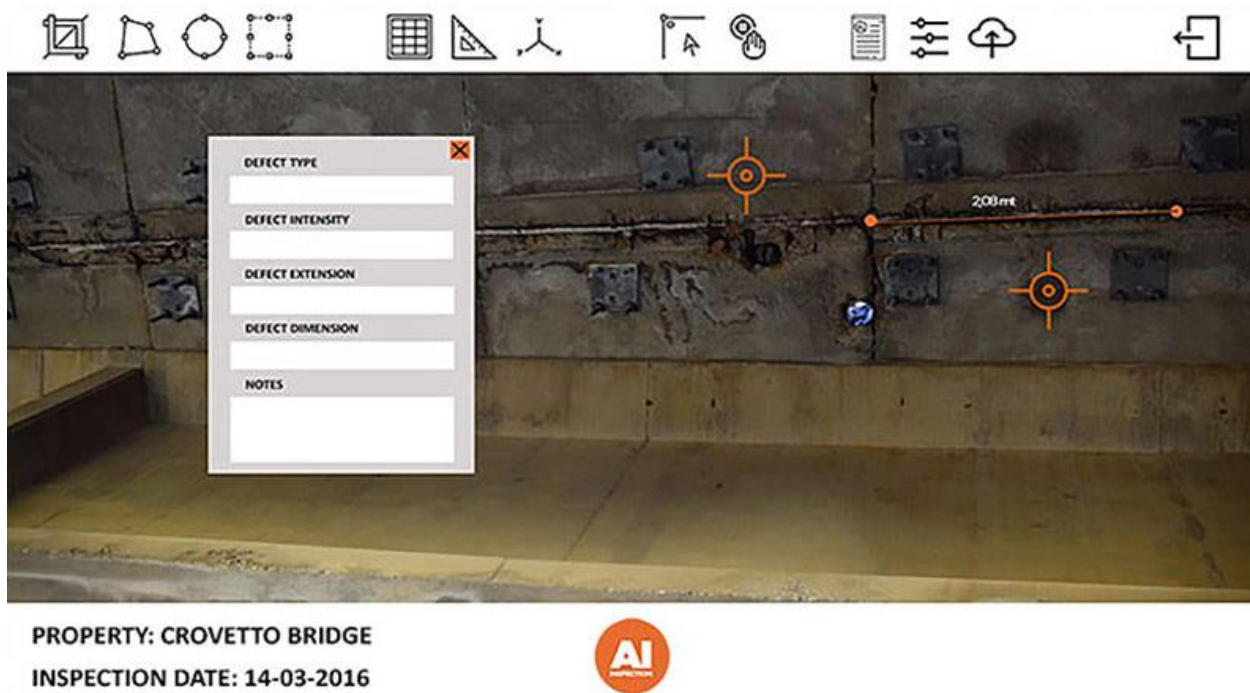 DEFECT TYPE
DEFECT INTENSITY
DEFECT EXTENSION
DEFECT DIMENSION
NOTES
2,08 mt
PROPERTY: CROVETTO BRIDGE
INSPECTION DATE: 14-03-2016
AI
INSPECTION